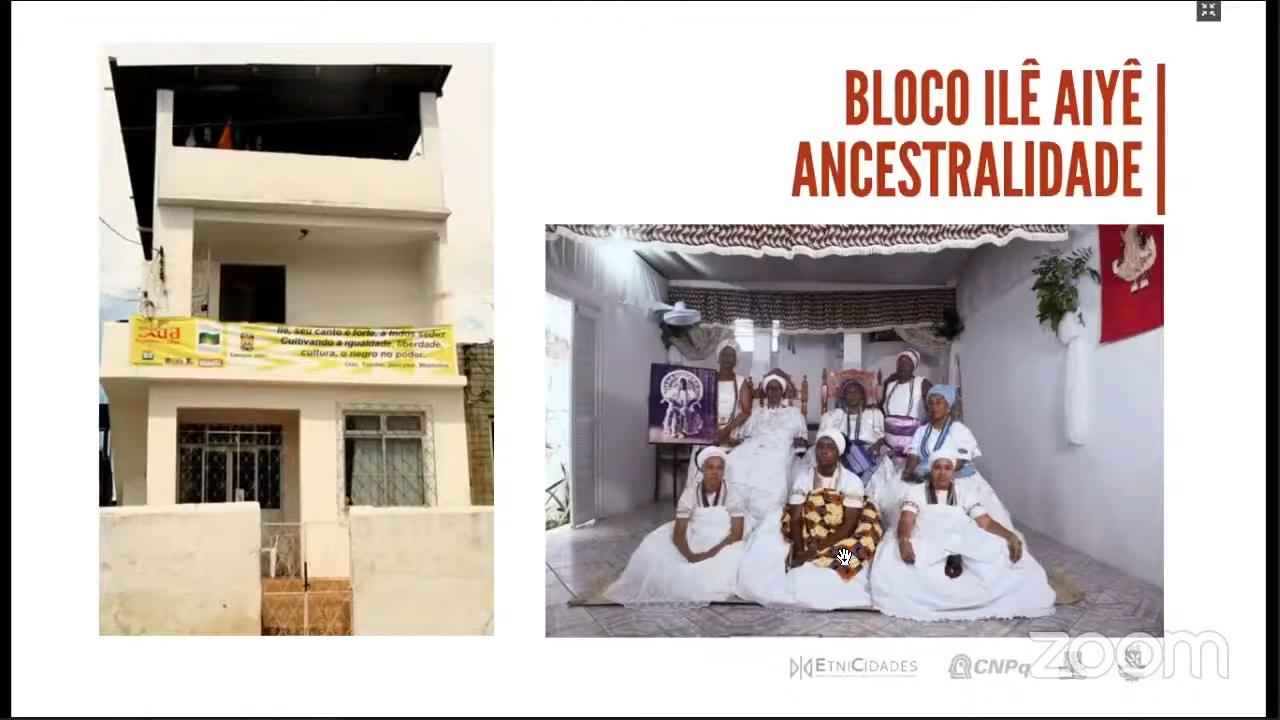 BLOCO ILÊ AIYÊ
ANCESTRALIDADE
Ilê, seu canto é forte, a todos seduz
Cultivando a igualdade, liberdade,
cultura, o negro no poder.
ETNICIDADES
CNPq
zoom